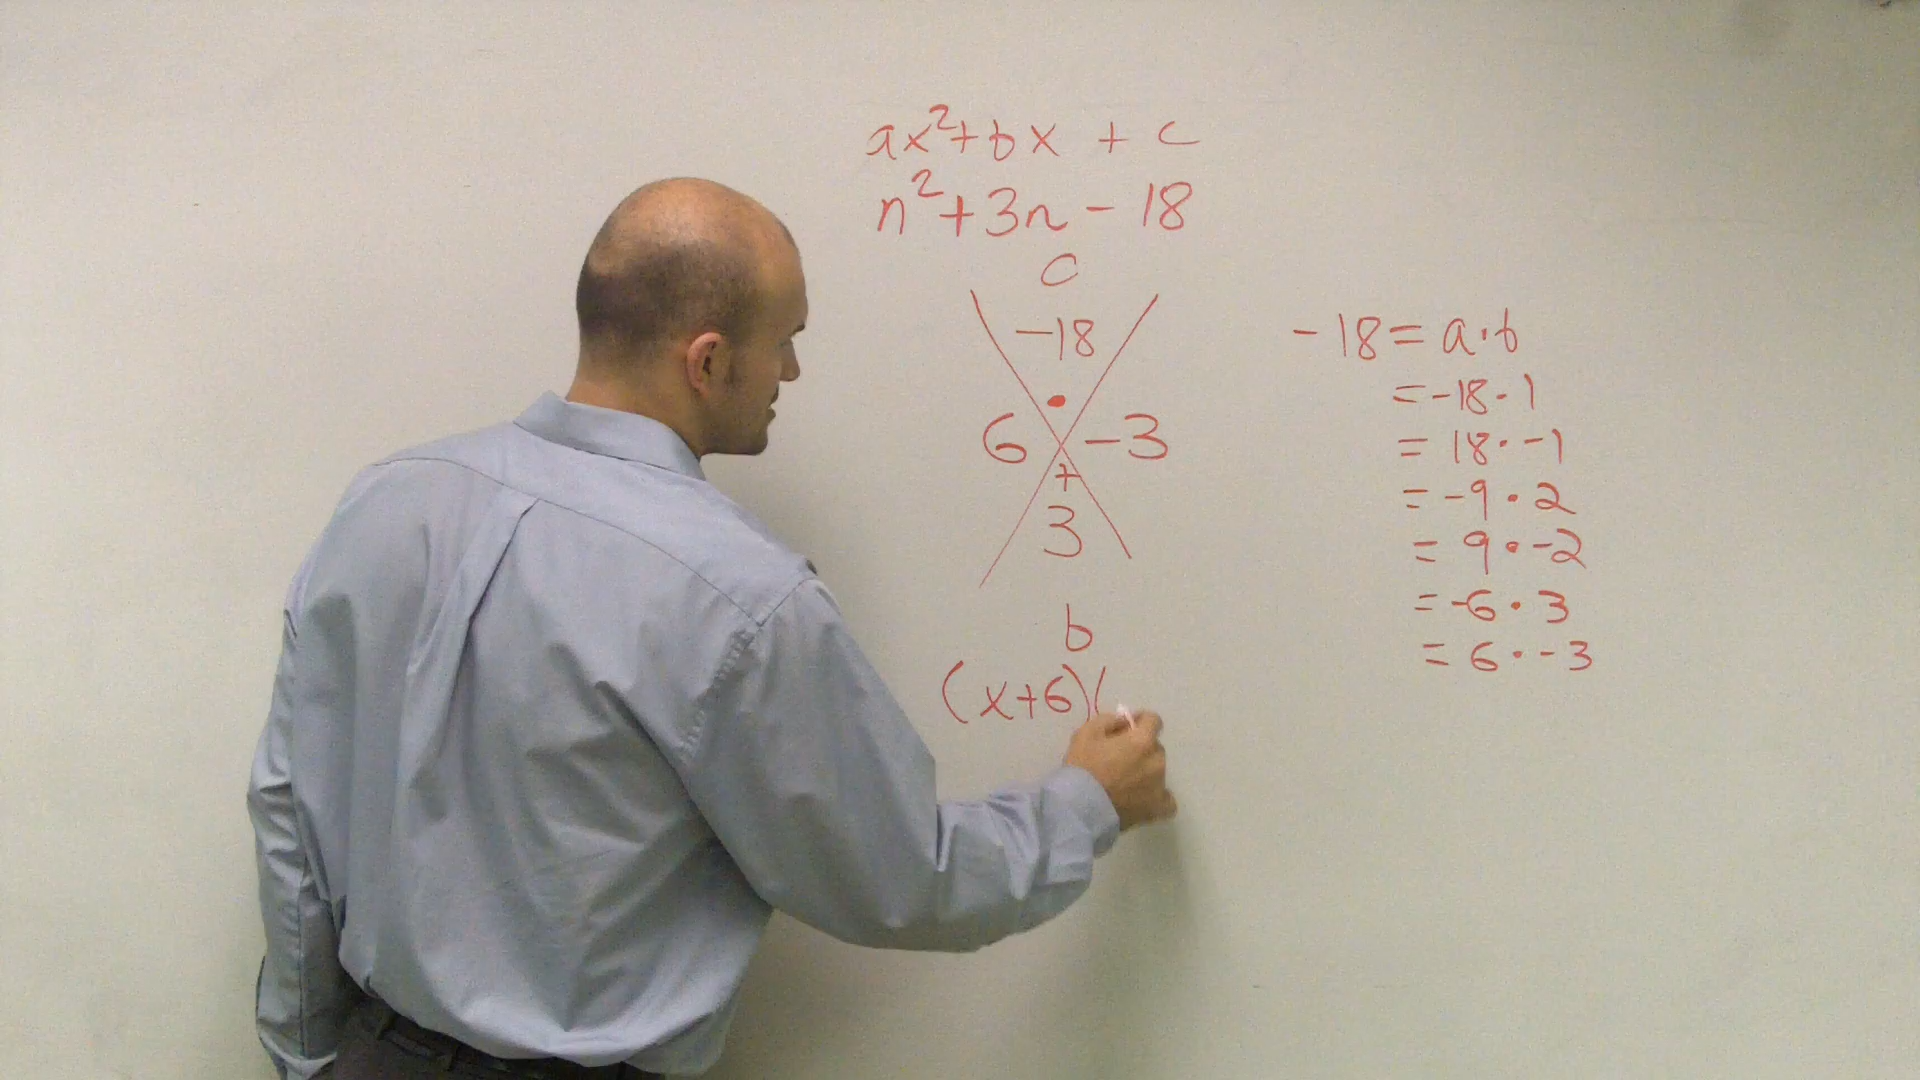 ax²+bx + c
n²+3n - 18
c
-18
•
6 -3
+
3
b
(x+6)(
-18 = a·b
= -18·1
= 18·-1
= -9·2
= 9·-2
= -6·3
= 6·-3